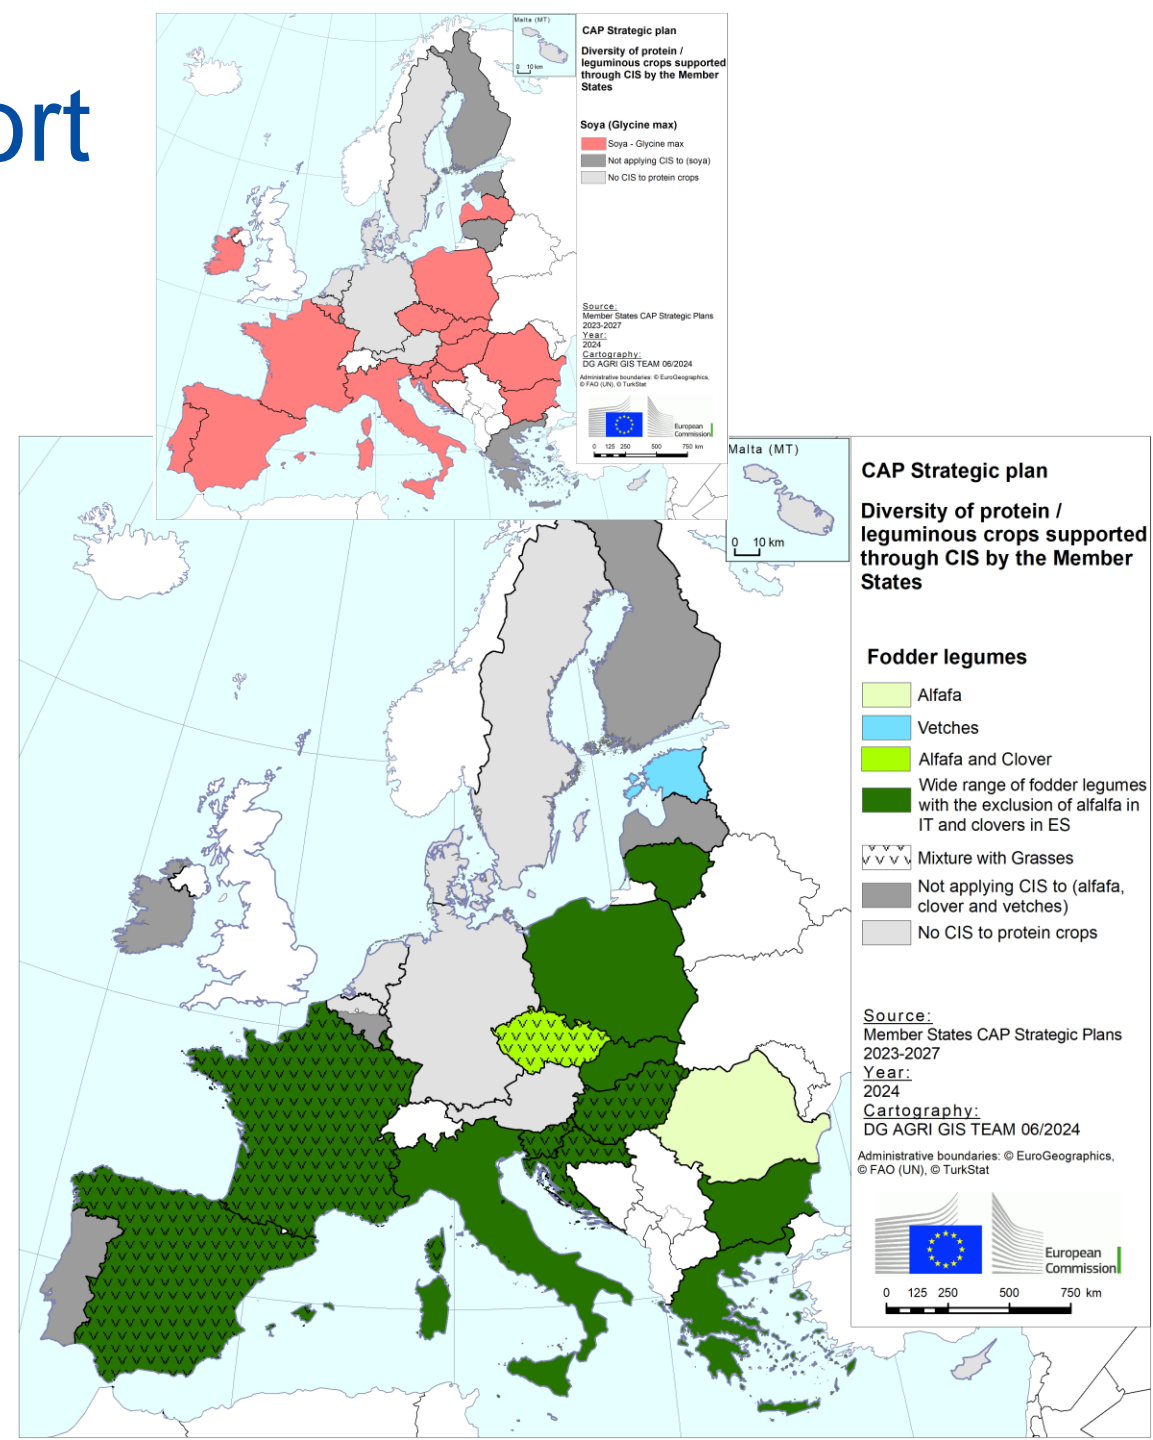 ort
Malta (MT)
0 10 km
CAP Strategic plan
Diversity of protein /
leguminous crops supported
through CIS by the Member
States
Soya (Glycine max)
Soya - Glycine max
Not applying CIS to (soya)
No CIS to protein crops
Source:
Member States CAP Strategic Plans
2023-2027
Year:
2024
Cartography:
DG AGRI GIS TEAM 06/2024
Administrative boundaries: © EuroGeographics,
© FAO (UN), © TurkStat
European
Commission
0 125 250 500 750 km
Malta (MT)
0 10 km
CAP Strategic plan
Diversity of protein /
leguminous crops supported
through CIS by the Member
States
Fodder legumes
Alfafa
Vetches
Alfafa and Clover
Wide range of fodder legumes
with the exclusion of alfalfa in
IT and clovers in ES
Mixture with Grasses
Not applying CIS to (alfafa,
clover and vetches)
No CIS to protein crops
Source:
Member States CAP Strategic Plans
2023-2027
Year:
2024
Cartography:
DG AGRI GIS TEAM 06/2024
Administrative boundaries: © EuroGeographics,
© FAO (UN), © TurkStat
European
Commission
0 125 250 500 750 km